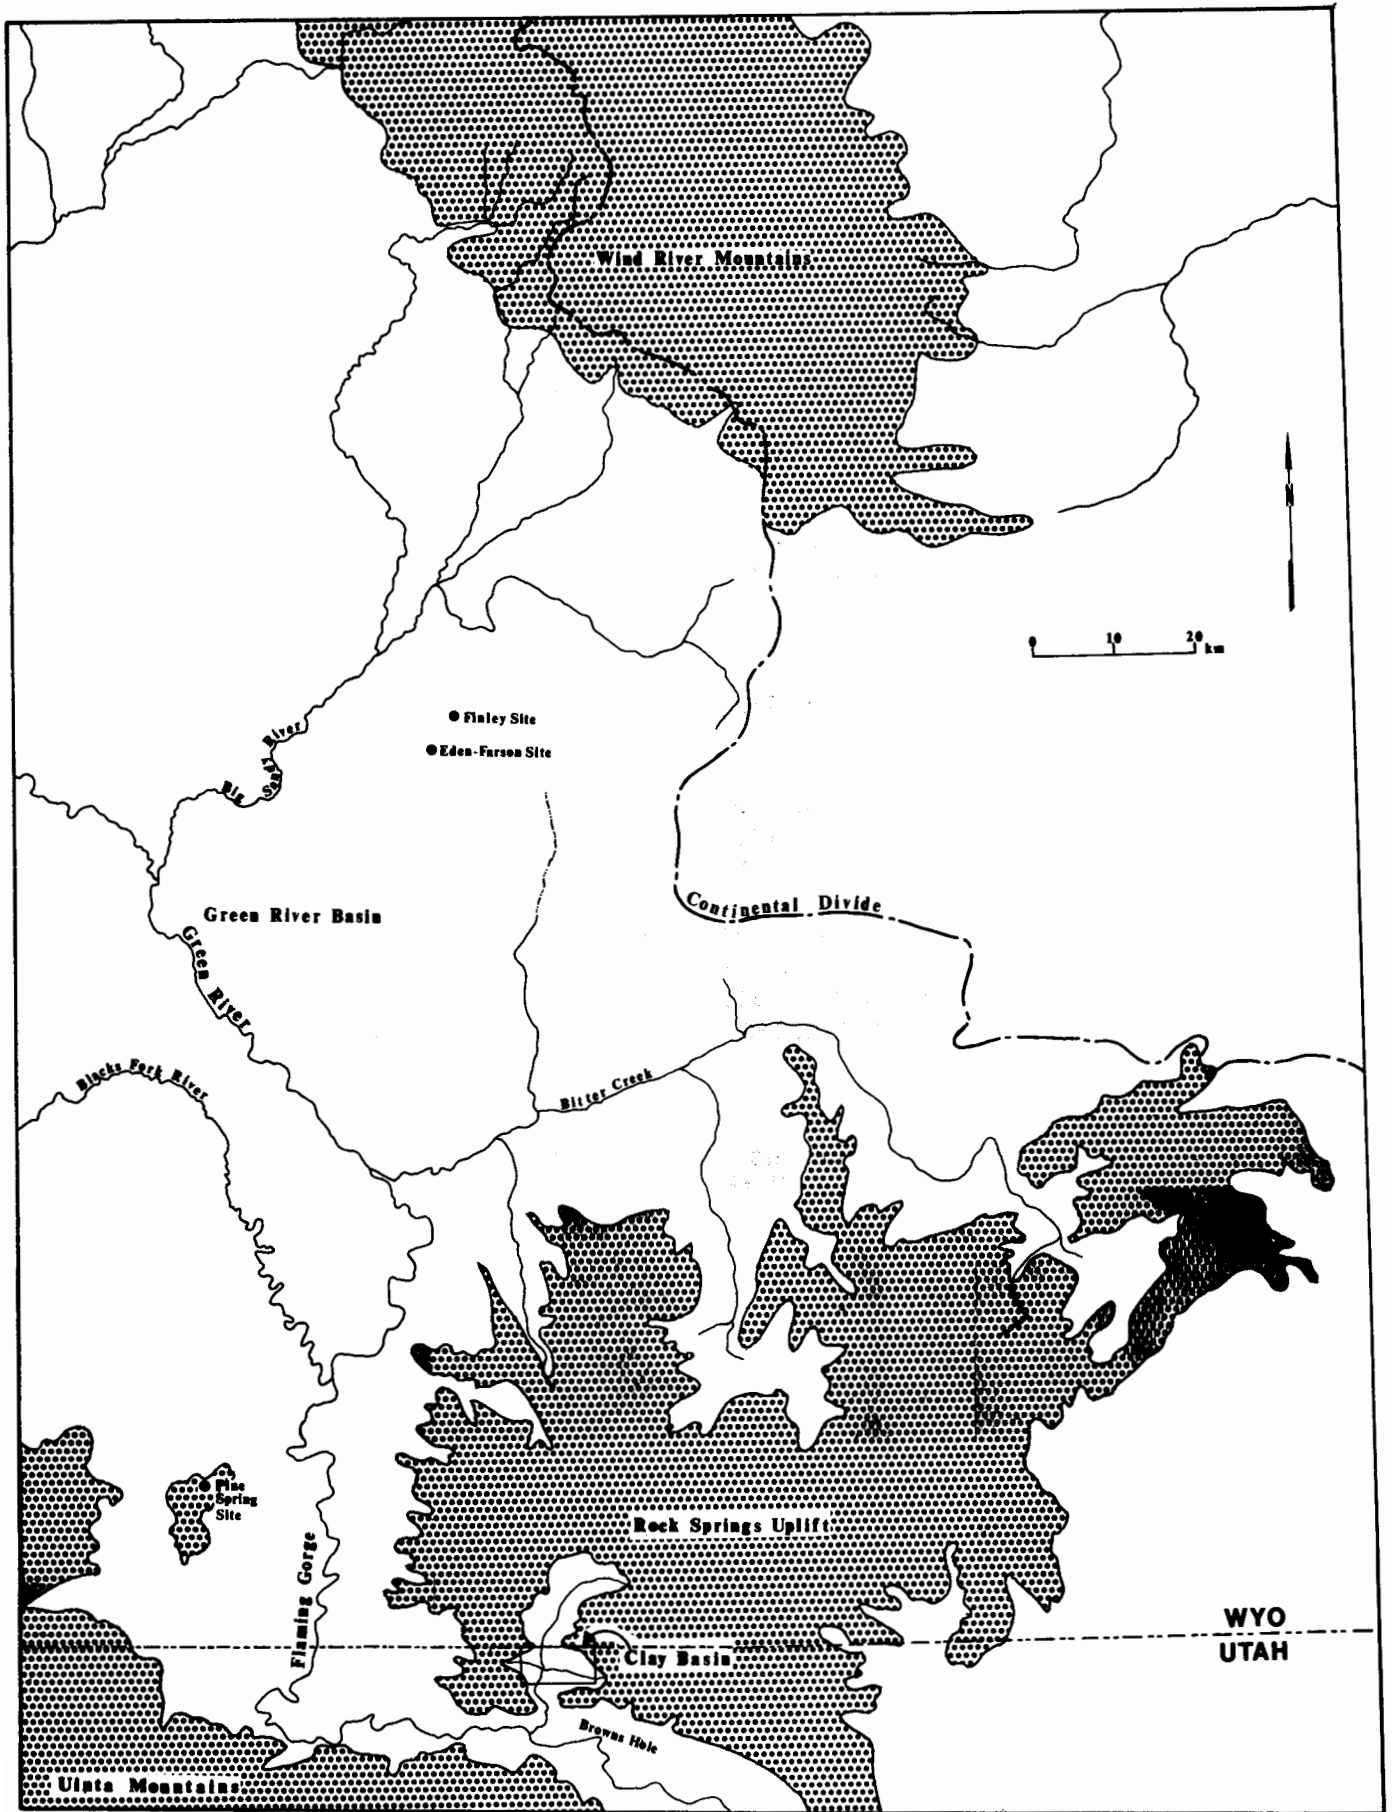 Wind River Mountains
N
0 10 20 km
Finley Site
Eden-Farson Site
Big Sandy River
Continental Divide
Green River Basin
Green River
Blacks Fork River
Bitter Creek
Pine
Spring
Site
Rock Springs Uplift
Flaming Gorge
WYO
UTAH
Clay Basin
Browns Hole
Uinta Mountains